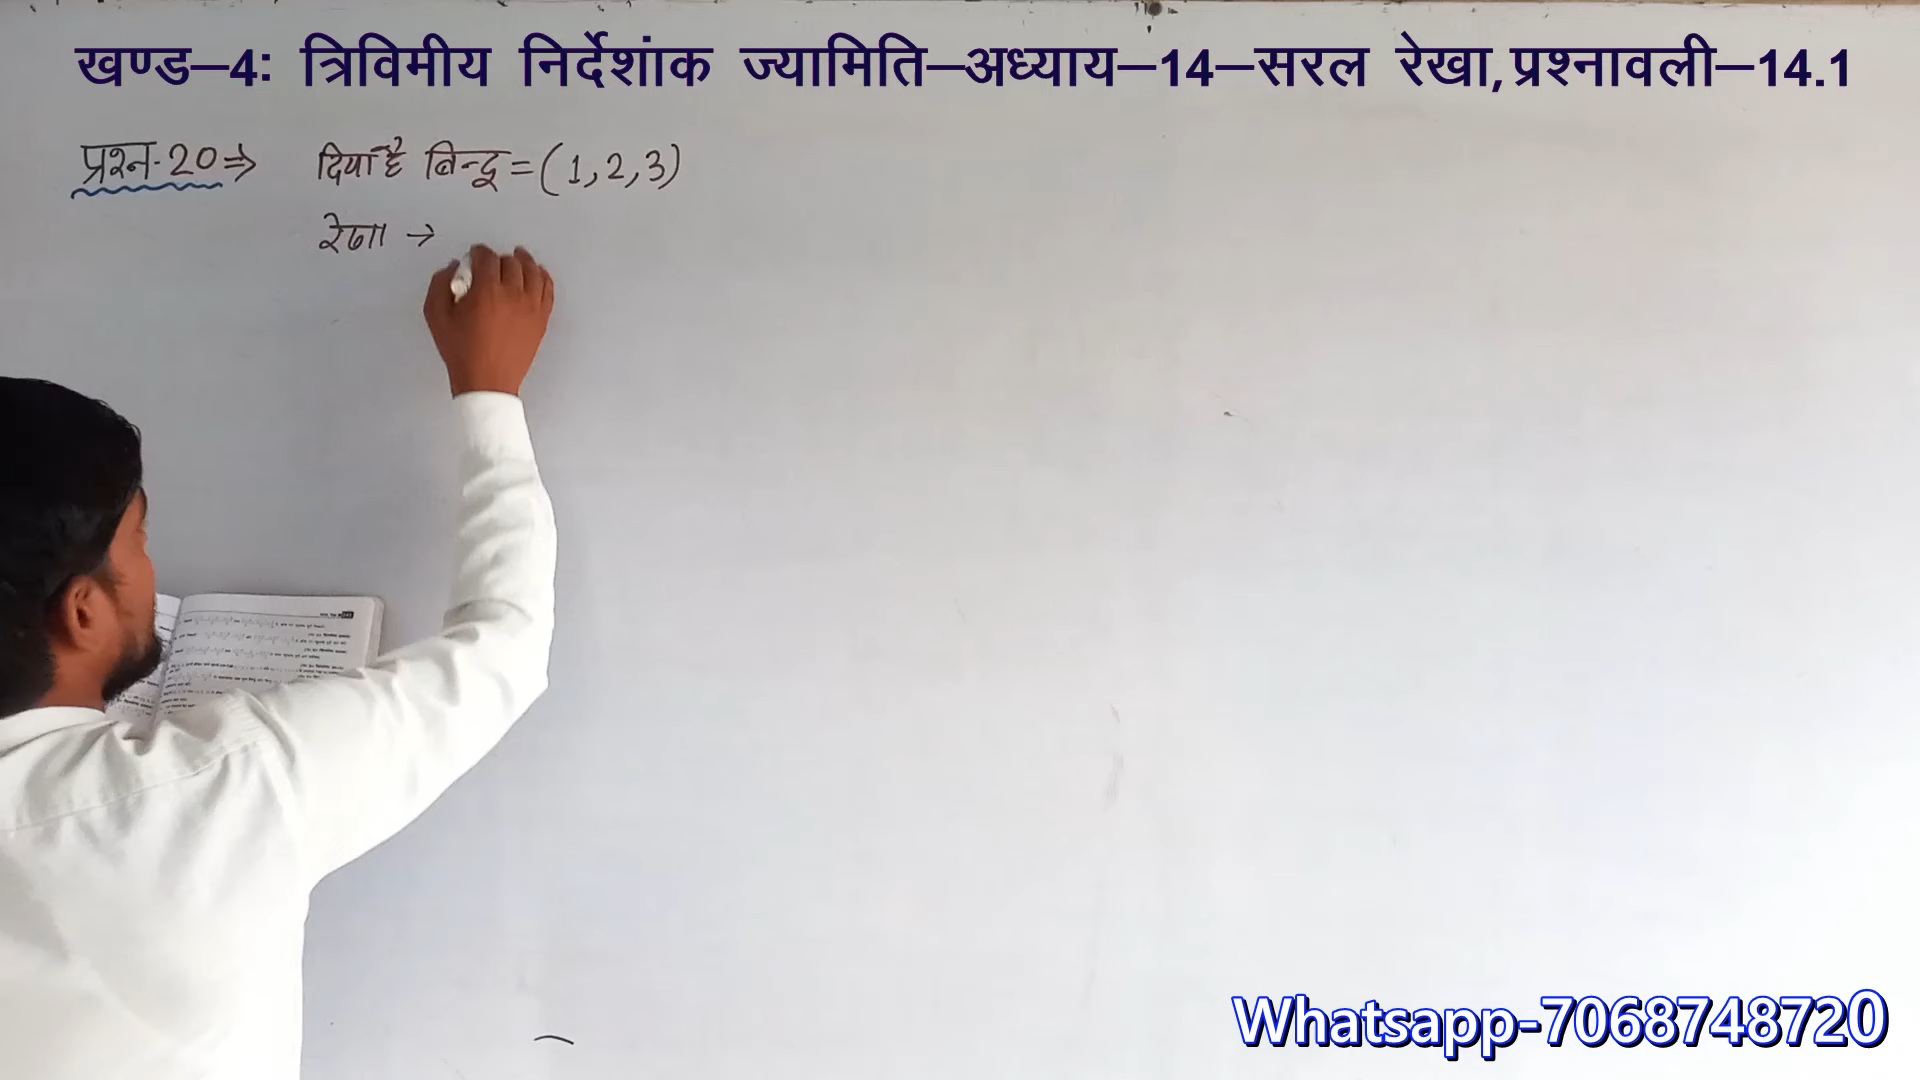 खण्ड–4: त्रिविमीय निर्देशांक ज्यामिति–अध्याय–14–सरल रेखा, प्रश्नावली–14.1
प्रश्न-20⇒ दिया है बिन्दु = (1, 2, 3)
रेखा →
Whatsapp-7068748720